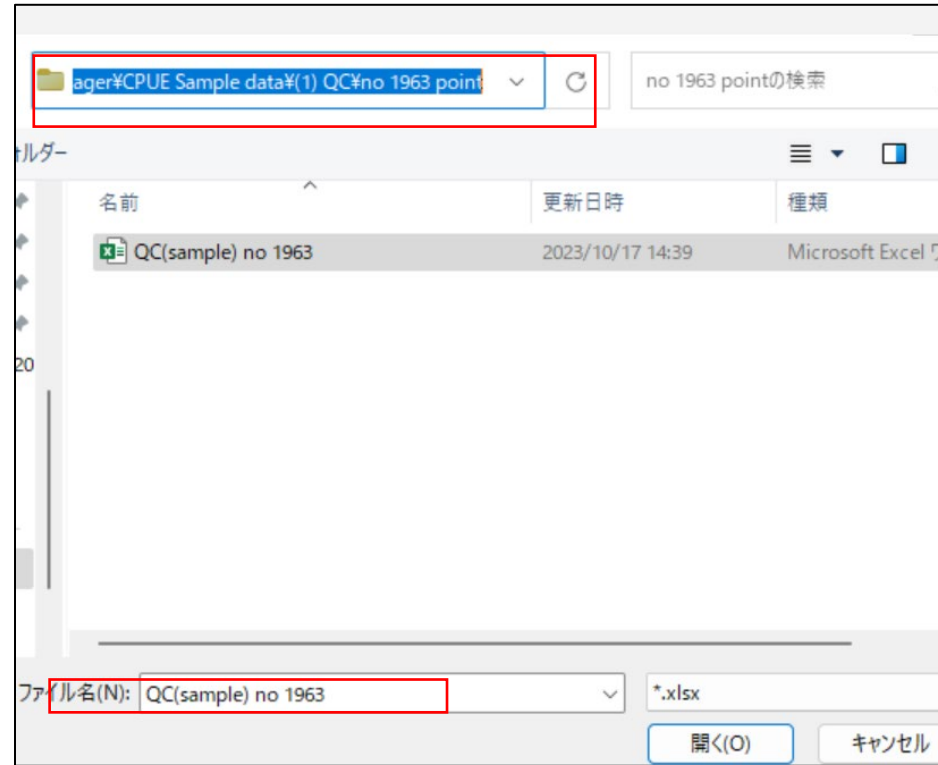 ager¥CPUE Sample data¥(1) QC¥no 1963 point
no 1963 pointの検索
ォルダー
名前 更新日時 種類
QC(sample) no 1963 2023/10/17 14:39 Microsoft Excel ワ
20
ファイル名(N): QC(sample) no 1963 *.xlsx
開く(O) キャンセル